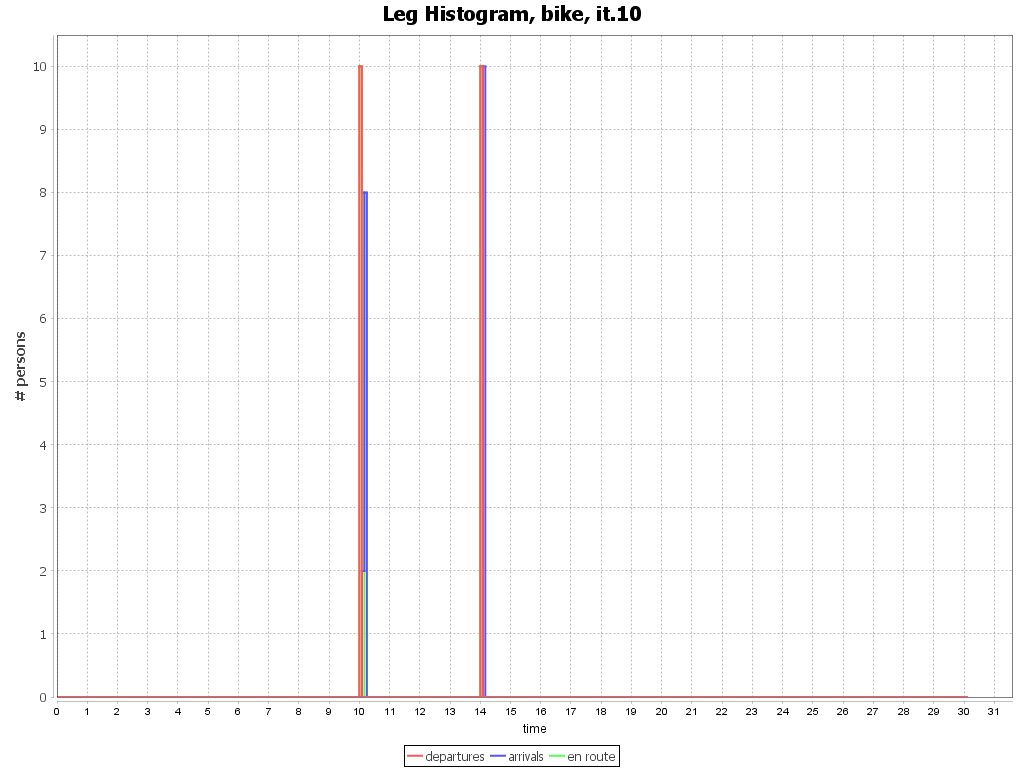 Leg Histogram, bike, it.10
# persons
10
9
8
7
6
5
4
3
2
1
0
0 1 2 3 4 5 6 7 8 9 10 11 12 13 14 15 16 17 18 19 20 21 22 23 24 25 26 27 28 29 30 31
time
departures arrivals en route